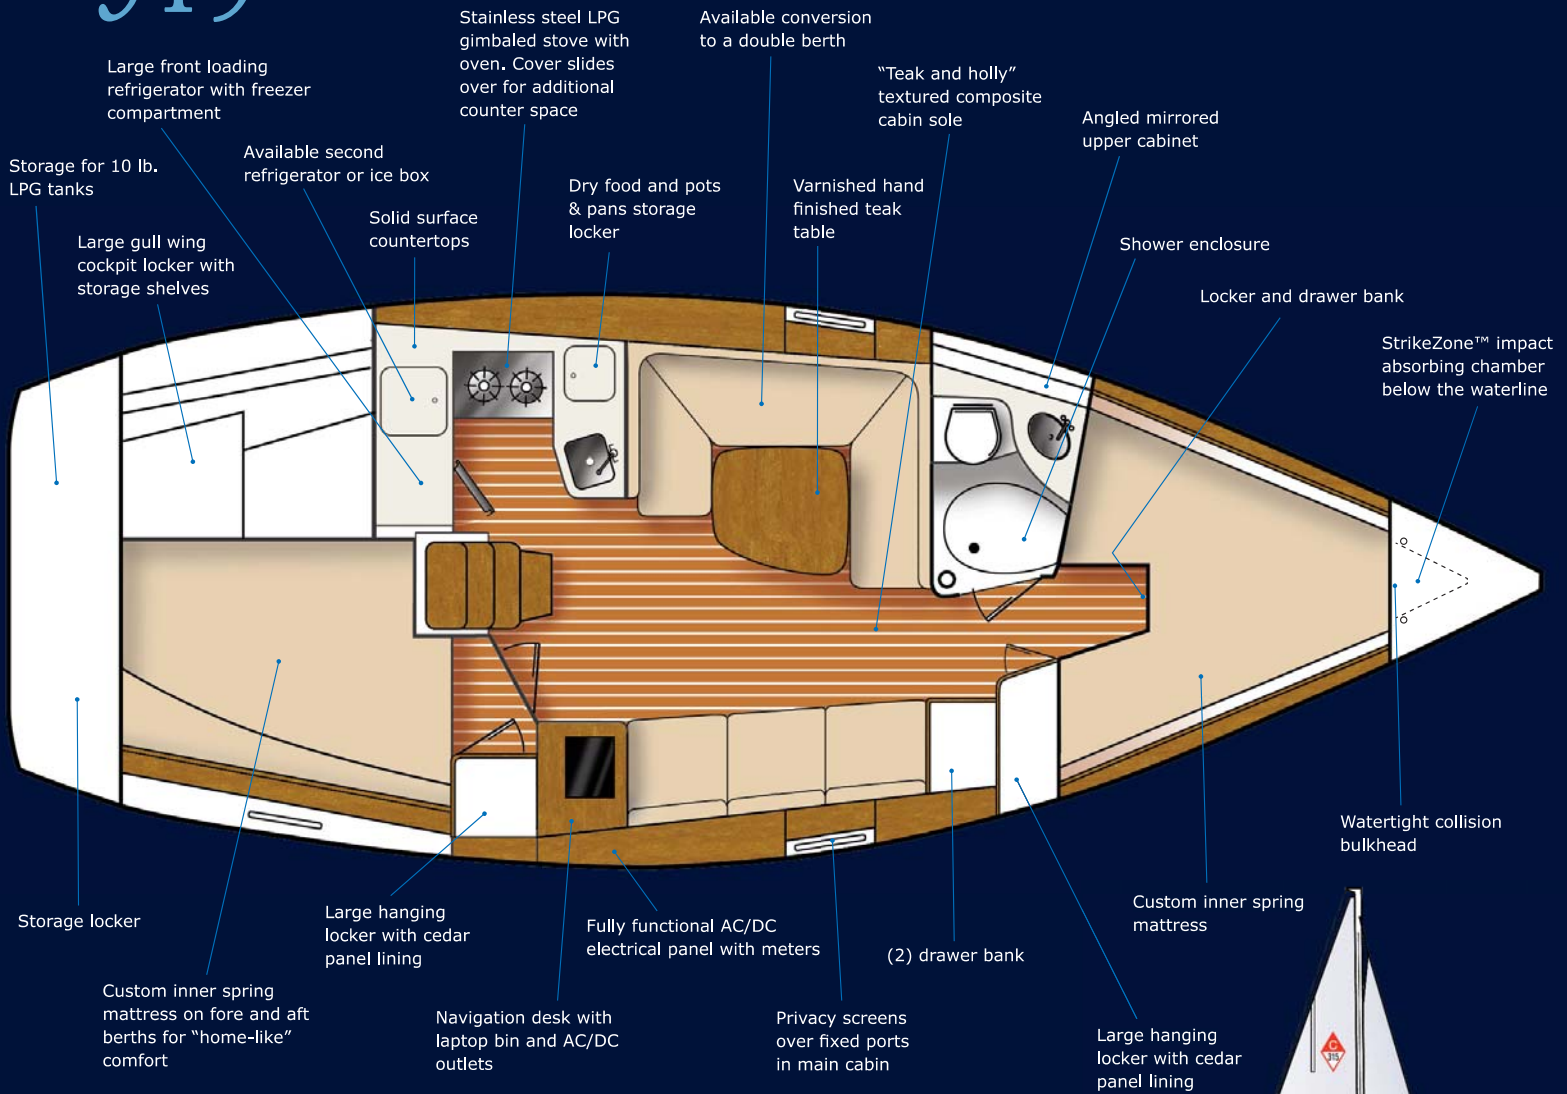 315
Large front loading
refrigerator with freezer
compartment
Stainless steel LPG
gimbaled stove with
oven. Cover slides
over for additional
counter space
Available conversion
to a double berth
“Teak and holly”
textured composite
cabin sole
Angled mirrored
upper cabinet
Storage for 10 lb.
LPG tanks
Available second
refrigerator or ice box
Dry food and pots
& pans storage
locker
Varnished hand
finished teak
table
Solid surface
countertops
Large gull wing
cockpit locker with
storage shelves
Shower enclosure
Locker and drawer bank
StrikeZone™ impact
absorbing chamber
below the waterline
Watertight collision
bulkhead
Storage locker
Large hanging
locker with cedar
panel lining
Fully functional AC/DC
electrical panel with meters
(2) drawer bank
Custom inner spring
mattress
Custom inner spring
mattress on fore and aft
berths for “home-like”
comfort
Navigation desk with
laptop bin and AC/DC
outlets
Privacy screens
over fixed ports
in main cabin
Large hanging
locker with cedar
panel lining
C
315